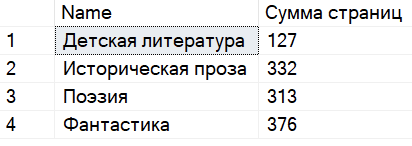 Name Сумма страниц
1 Детская литература 127
2 Историческая проза 332
3 Поэзия 313
4 Фантастика 376